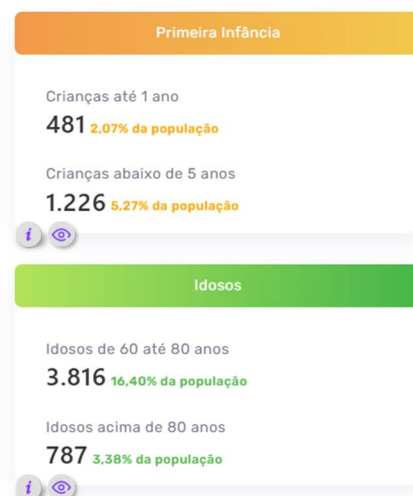 Primeira Infância
Crianças até 1 ano
481 2,07% da população
Crianças abaixo de 5 anos
1.226 5,27% da população
i
Idosos
Idosos de 60 até 80 anos
3.816 16,40% da população
Idosos acima de 80 anos
787 3,38% da população
i